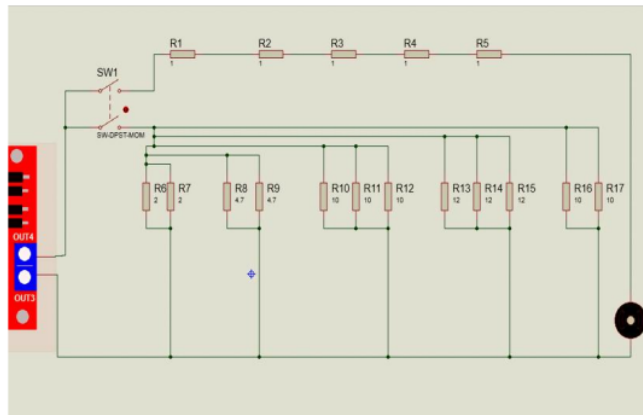 R1 R2 R3 R4 R5
1 1 1 1 1
SW1
SW-DPST-MOM
R6 R7 R8 R9 R10 R11 R12 R13 R14 R15 R16 R17
2 2 4.7 4.7 10 10 10 12 12 12 10 10
OUT4
OUT3